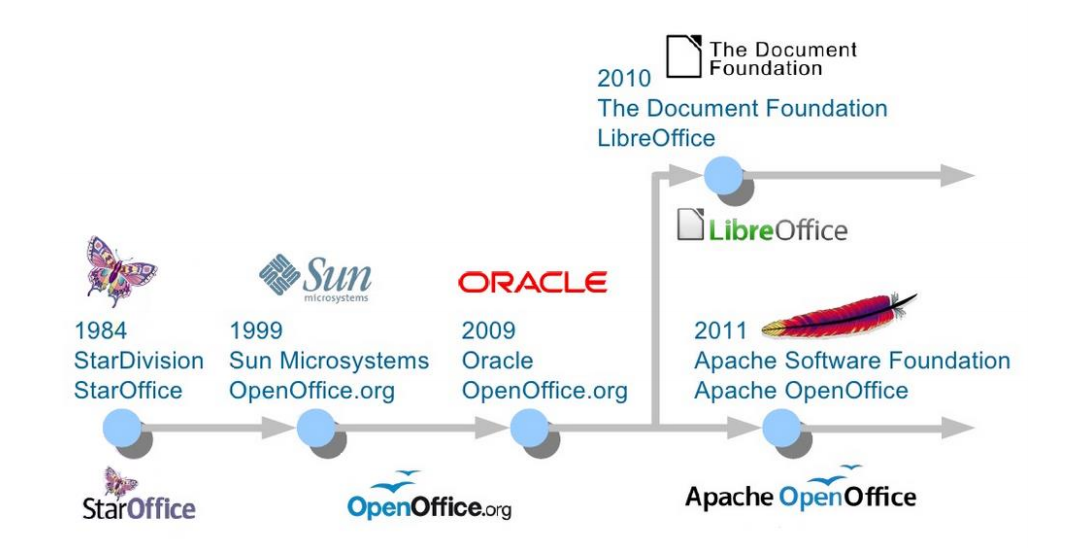 The Document
Foundation
2010
The Document Foundation
LibreOffice
LibreOffice
Sun
microsystems
ORACLE
1984
StarDivision
StarOffice
1999
Sun Microsystems
OpenOffice.org
2009
Oracle
OpenOffice.org
2011
Apache Software Foundation
Apache OpenOffice
StarOffice
OpenOffice.org
Apache OpenOffice